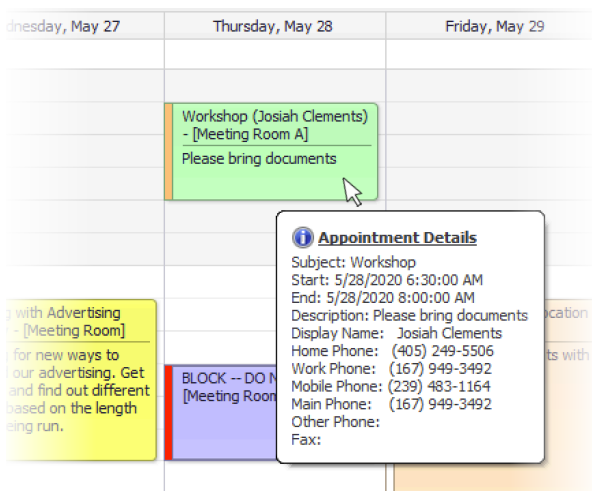 May 27
Thursday, May 28
Friday, May 29
Workshop (Josiah Clements)
- [Meeting Room A]
Please bring documents
Appointment Details
Subject: Workshop
Start: 5/28/2020 6:30:00 AM
End: 5/28/2020 8:00:00 AM
Description: Please bring documents
Display Name: Josiah Clements
Home Phone: (405) 249-5506
Work Phone: (167) 949-3492
Mobile Phone: (239) 483-1164
Main Phone: (167) 949-3492
Other Phone:
Fax:
with Advertising
- [Meeting Room]
for new ways to
our advertising. Get
and find out different
based on the length
being run.
BLOCK -- DO
[Meeting Room
ts with